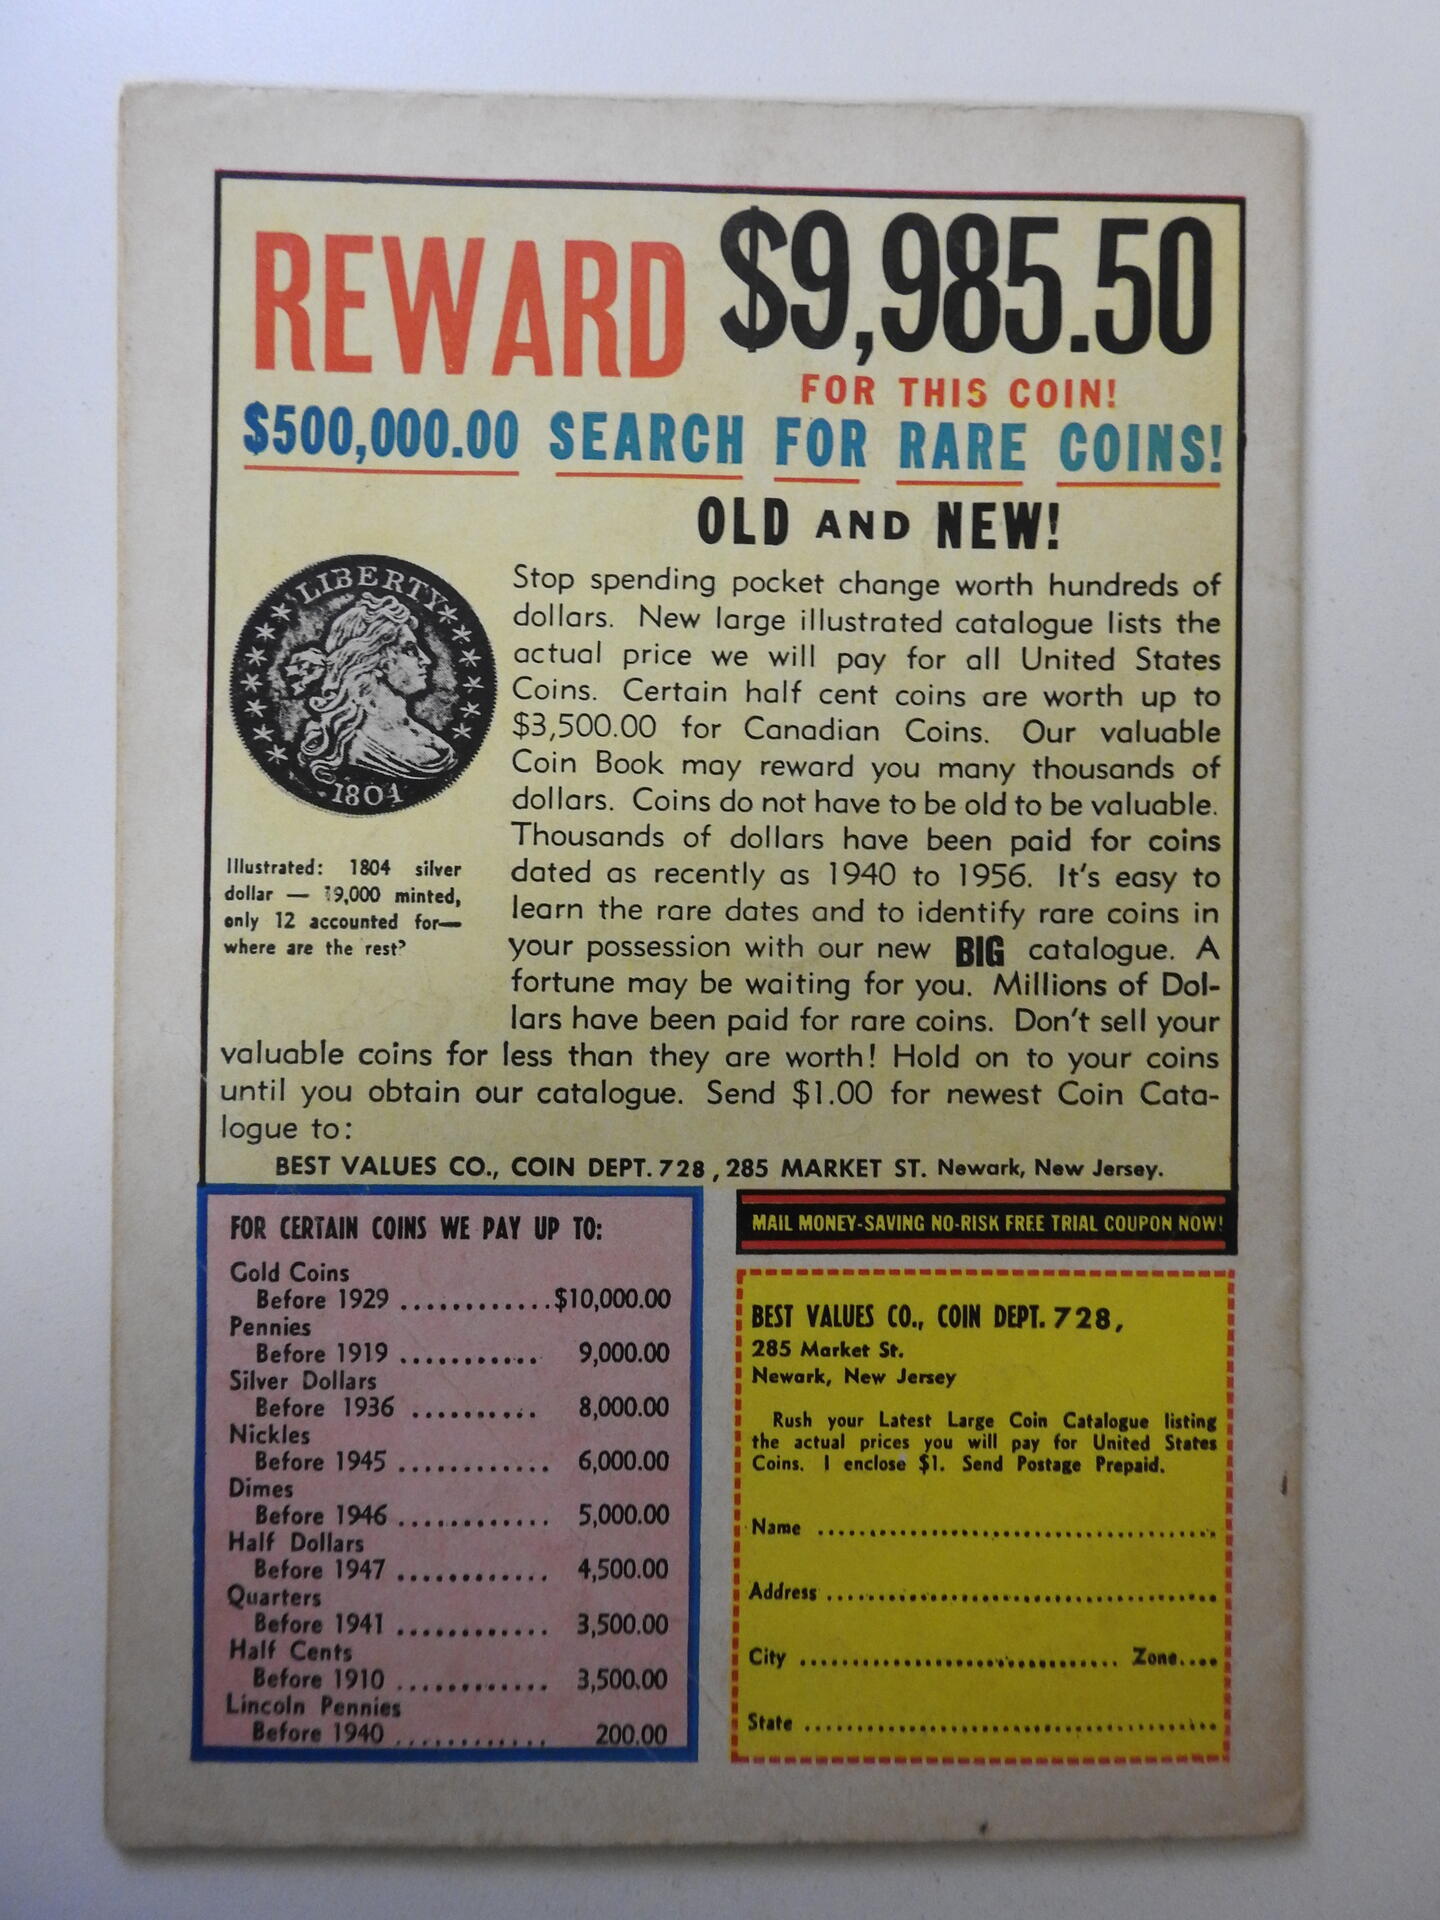 REWARD $9,985.50
FOR THIS COIN!
$500,000.00 SEARCH FOR RARE COINS!
OLD AND NEW!
LIBERTY
1804
Illustrated: 1804 silver
dollar — 19,000 minted,
only 12 accounted for—
where are the rest?
Stop spending pocket change worth hundreds of
dollars. New large illustrated catalogue lists the
actual price we will pay for all United States
Coins. Certain half cent coins are worth up to
$3,500.00 for Canadian Coins. Our valuable
Coin Book may reward you many thousands of
dollars. Coins do not have to be old to be valuable.
Thousands of dollars have been paid for coins
dated as recently as 1940 to 1956. It's easy to
learn the rare dates and to identify rare coins in
your possession with our new BIG catalogue. A
fortune may be waiting for you. Millions of Dol-
lars have been paid for rare coins. Don't sell your
valuable coins for less than they are worth! Hold on to your coins
until you obtain our catalogue. Send $1.00 for newest Coin Cata-
logue to:
BEST VALUES CO., COIN DEPT. 728, 285 MARKET ST. Newark, New Jersey.
FOR CERTAIN COINS WE PAY UP TO:
Gold Coins
Before 1929 ............$10,000.00
Pennies
Before 1919 ........... 9,000.00
Silver Dollars
Before 1936 .......... 8,000.00
Nickles
Before 1945 ............ 6,000.00
Dimes
Before 1946 ............ 5,000.00
Half Dollars
Before 1947 ............ 4,500.00
Quarters
Before 1941 ............ 3,500.00
Half Cents
Before 1910 ............ 3,500.00
Lincoln Pennies
Before 1940 ............ 200.00
MAIL MONEY-SAVING NO-RISK FREE TRIAL COUPON NOW!
BEST VALUES CO., COIN DEPT. 728,
285 Market St.
Newark, New Jersey
Rush your Latest Large Coin Catalogue listing
the actual prices you will pay for United States
Coins. I enclose $1. Send Postage Prepaid.
Name ........................................
Address ......................................
City ................................ Zone....
State .........................................